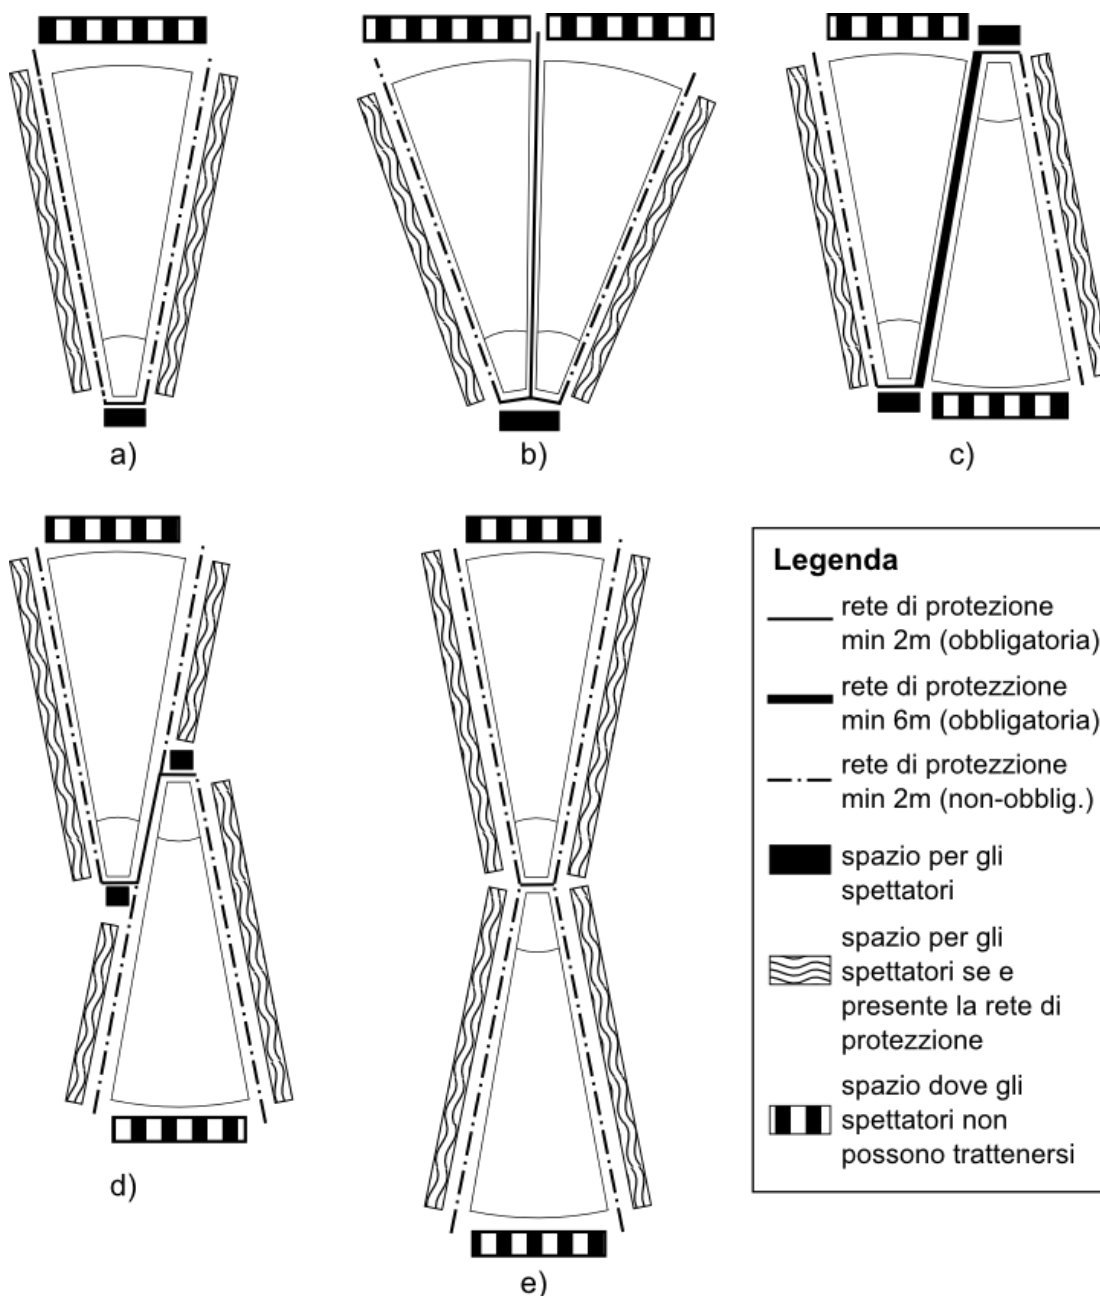 a)
b)
c)
d)
e)
Legenda
rete di protezione
min 2m (obbligatoria)
rete di protezzione
min 6m (obbligatoria)
rete di protezzione
min 2m (non-obblig.)
spazio per gli
spettatori
spazio per gli
spettatori se e
presente la rete di
protezzione
spazio dove gli
spettatori non
possono trattenersi